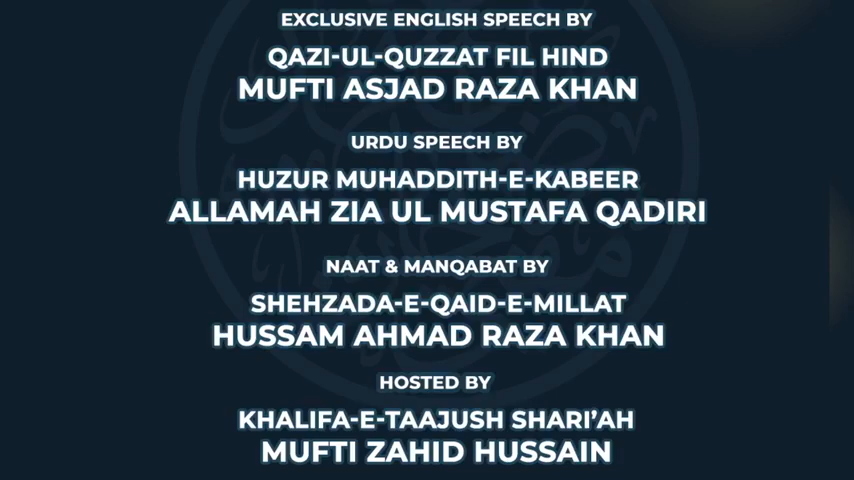 EXCLUSIVE ENGLISH SPEECH BY
QAZI-UL-QUZZAT FIL HIND
MUFTI ASJAD RAZA KHAN
URDU SPEECH BY
HUZUR MUHADDITH-E-KABEER
ALLAMAH ZIA UL MUSTAFA QADIRI
NAAT & MANQABAT BY
SHEHZADA-E-QAID-E-MILLAT
HUSSAM AHMAD RAZA KHAN
HOSTED BY
KHALIFA-E-TAAJUSH SHARI’AH
MUFTI ZAHID HUSSAIN